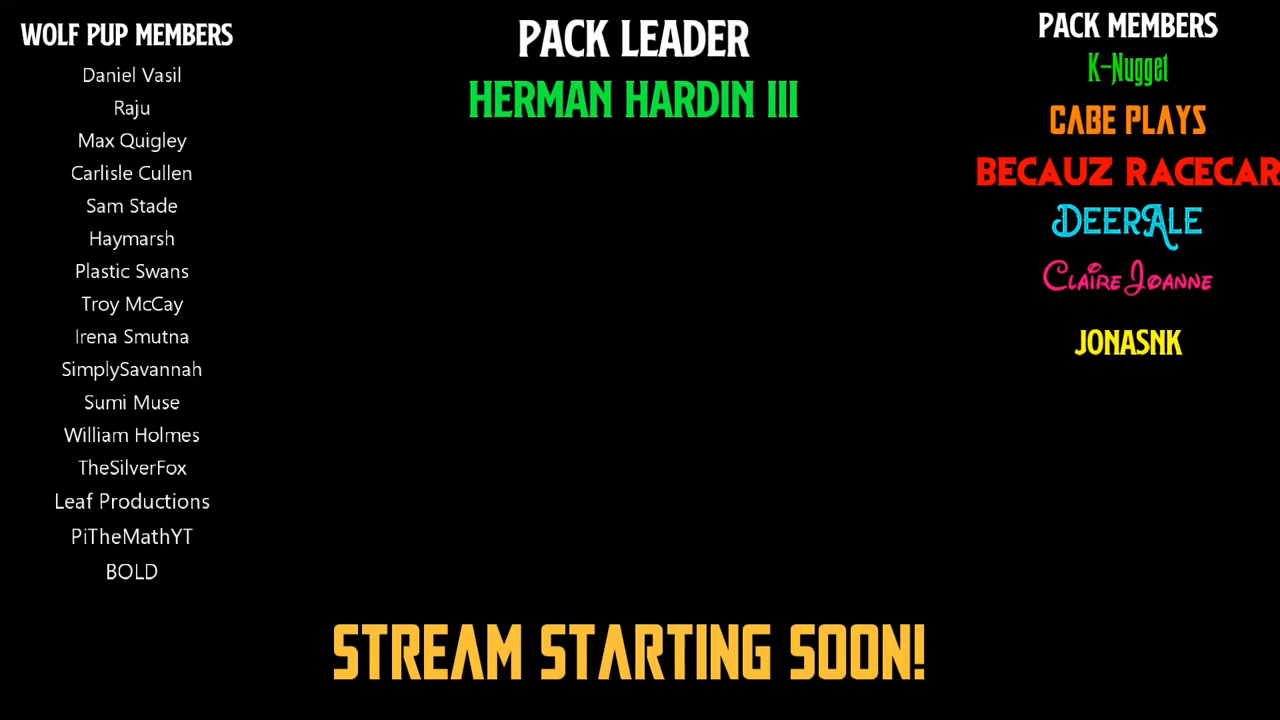 WOLF PUP MEMBERS
Daniel Vasil
Raju
Max Quigley
Carlisle Cullen
Sam Stade
Haymarsh
Plastic Swans
Troy McCay
Irena Smutna
SimplySavannah
Sumi Muse
William Holmes
TheSilverFox
Leaf Productions
PiTheMathYT
BOLD
PACK LEADER
HERMAN HARDIN III
PACK MEMBERS
K-Nugget
CABE PLAYS
BECAUZ RACECAR
DEERALE
CLAIRE JOANNE
JONASNK
STREAM STARTING SOON!